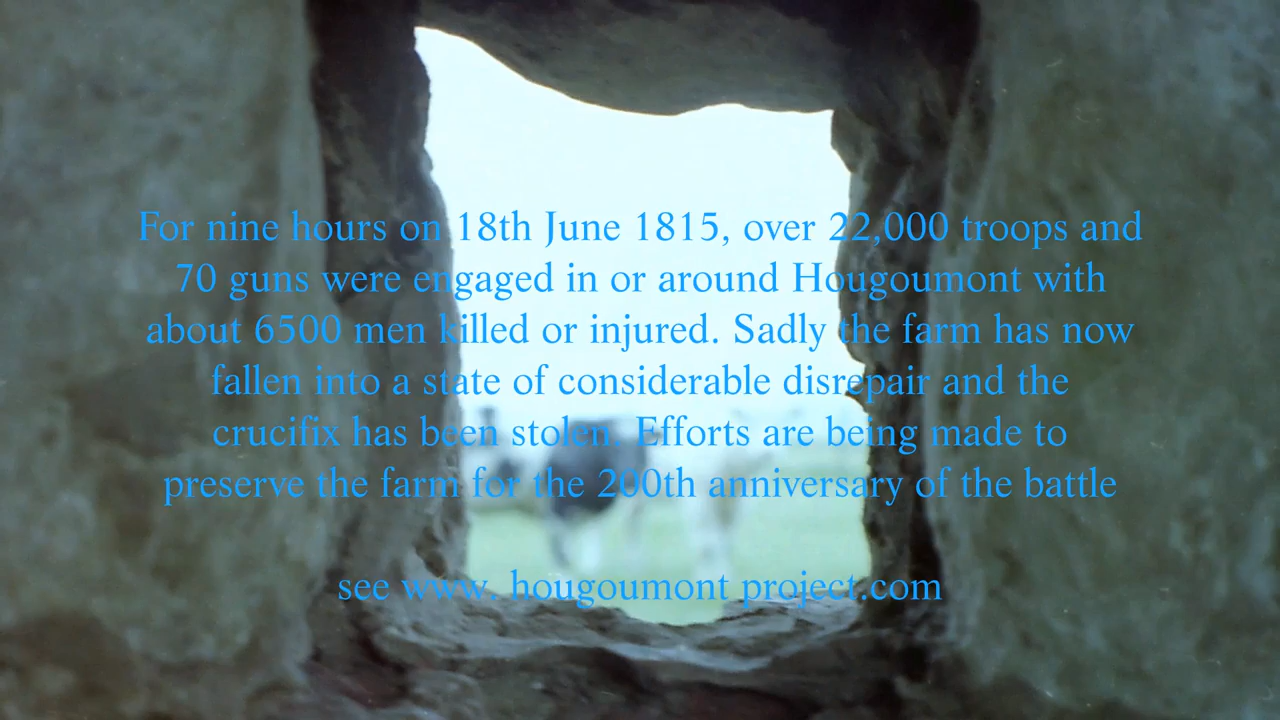 For nine hours on 18th June 1815, over 22,000 troops and
70 guns were engaged in or around Hougoumont with
about 6500 men killed or injured. Sadly the farm has now
fallen into a state of considerable disrepair and the
crucifix has been stolen. Efforts are being made to
preserve the farm for the 200th anniversary of the battle
see www. hougoumont project.com